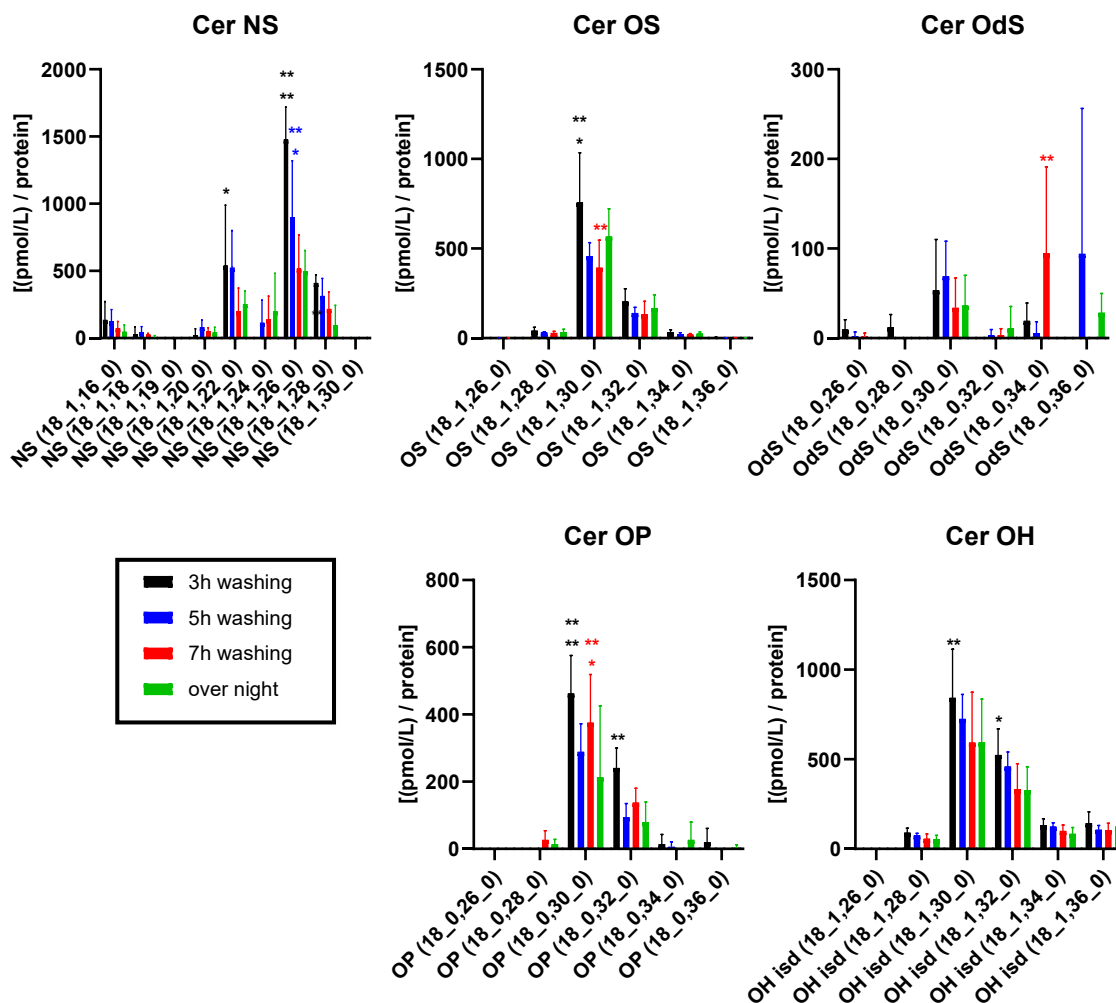 Cer NS
[(pmol/L) / protein]
2000
1500
1000
500
0
*
**
**
**
*
**
NS (18_1,16_0)
NS (18_1,18_0)
NS (18_1,19_0)
NS (18_1,20_0)
NS (18_1,22_0)
NS (18_1,24_0)
NS (18_1,26_0)
NS (18_1,28_0)
NS (18_1,30_0)
Cer OS
[(pmol/L) / protein]
1500
1000
500
0
**
*
**
OS (18_1,26_0)
OS (18_1,28_0)
OS (18_1,30_0)
OS (18_1,32_0)
OS (18_1,34_0)
OS (18_1,36_0)
Cer OdS
[(pmol/L) / protein]
300
200
100
0
**
OdS (18_0,26_0)
OdS (18_0,28_0)
OdS (18_0,30_0)
OdS (18_0,32_0)
OdS (18_0,34_0)
OdS (18_0,36_0)
3h washing
5h washing
7h washing
over night
Cer OP
[(pmol/L) / protein]
800
600
400
200
0
**
**
**
*
**
OP (18_0,26_0)
OP (18_0,28_0)
OP (18_0,30_0)
OP (18_0,32_0)
OP (18_0,34_0)
OP (18_0,36_0)
Cer OH
[(pmol/L) / protein]
1500
1000
500
0
**
*
OH isd (18_1,26_0)
OH isd (18_1,28_0)
OH isd (18_1,30_0)
OH isd (18_1,32_0)
OH isd (18_1,34_0)
OH isd (18_1,36_0)